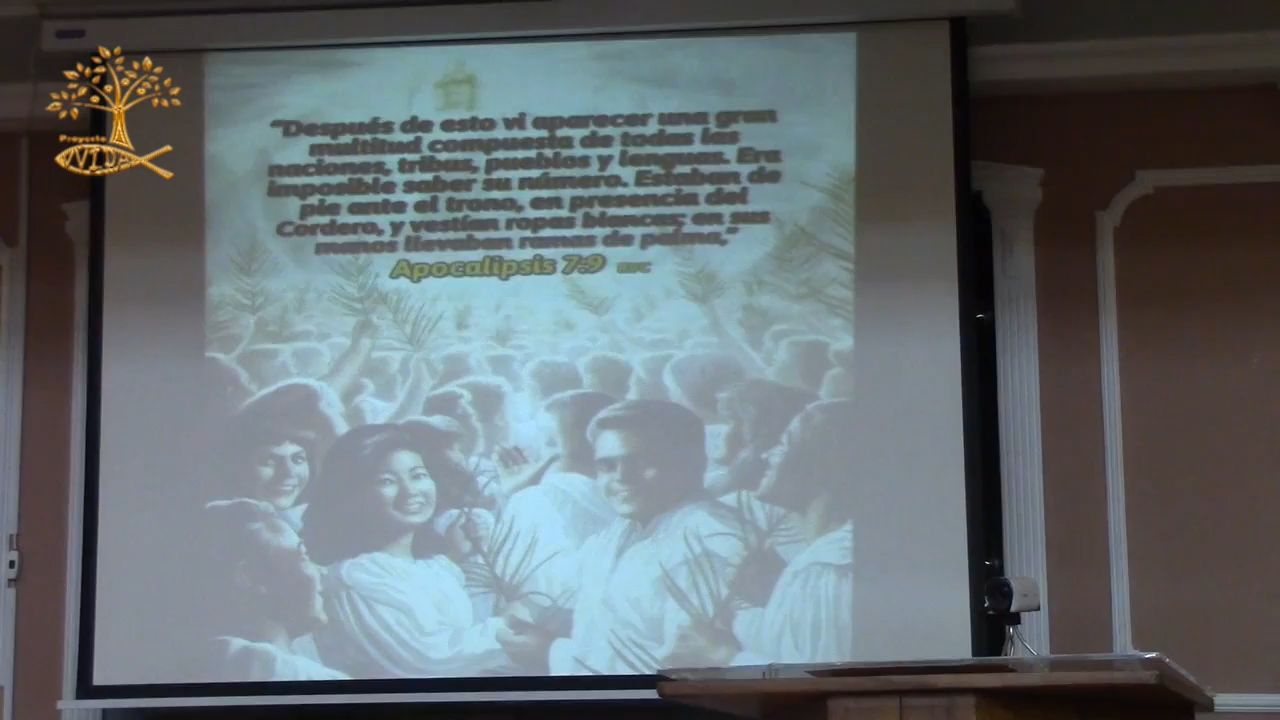 Proyecto
VIDA
“Después de esto vi aparecer una gran
multitud compuesta de todas las
naciones, tribus, pueblos y lenguas. Era
imposible saber su número. Estaban de
pie ante el trono, en presencia del
Cordero, y vestían ropas blancas; en sus
manos llevaban ramas de palma,”
Apocalipsis 7:9